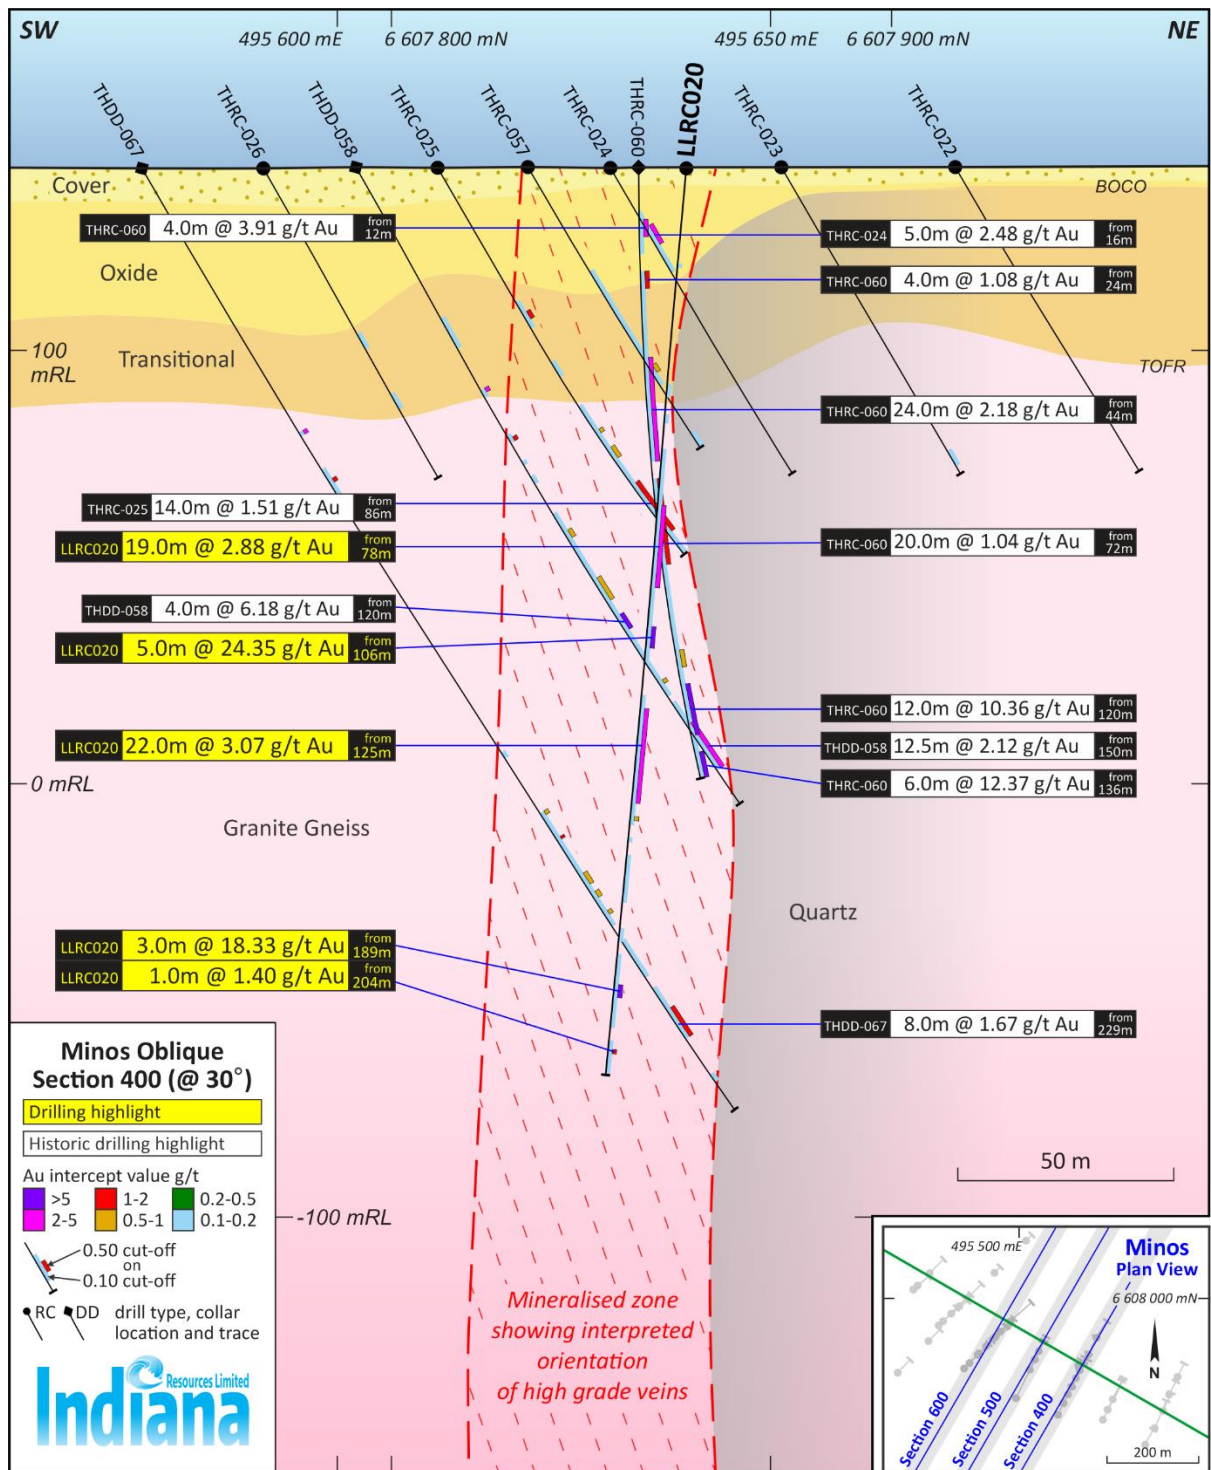 SW
NE
495 600 mE
6 607 800 mN
495 650 mE
6 607 900 mN
THDD-067
THRC-026
THDD-058
THRC-025
THRC-057
THRC-024
THRC-060
LLRC020
THRC-023
THRC-022
Cover
BOCO
THRC-060 4.0m @ 3.91 g/t Au from 12m
THRC-024 5.0m @ 2.48 g/t Au from 16m
Oxide
THRC-060 4.0m @ 1.08 g/t Au from 24m
100
mRL
Transitional
TOFR
THRC-060 24.0m @ 2.18 g/t Au from 44m
THRC-025 14.0m @ 1.51 g/t Au from 86m
LLRC020 19.0m @ 2.88 g/t Au from 78m
THRC-060 20.0m @ 1.04 g/t Au from 72m
THDD-058 4.0m @ 6.18 g/t Au from 120m
LLRC020 5.0m @ 24.35 g/t Au from 106m
THRC-060 12.0m @ 10.36 g/t Au from 120m
LLRC020 22.0m @ 3.07 g/t Au from 125m
THDD-058 12.5m @ 2.12 g/t Au from 150m
0 mRL
THRC-060 6.0m @ 12.37 g/t Au from 136m
Granite Gneiss
Quartz
LLRC020 3.0m @ 18.33 g/t Au from 189m
LLRC020 1.0m @ 1.40 g/t Au from 204m
THDD-067 8.0m @ 1.67 g/t Au from 229m
Minos Oblique
Section 400 (@ 30°)
Drilling highlight
Historic drilling highlight
Au intercept value g/t
>5 1-2 0.2-0.5
2-5 0.5-1 0.1-0.2
0.50 cut-off
on
0.10 cut-off
RC DD drill type, collar
location and trace
Indiana
Resources Limited
50 m
-100 mRL
Mineralised zone
showing interpreted
orientation
of high grade veins
495 500 mE
Minos
Plan View
6 608 000 mN
N
Section 600
Section 500
Section 400
200 m